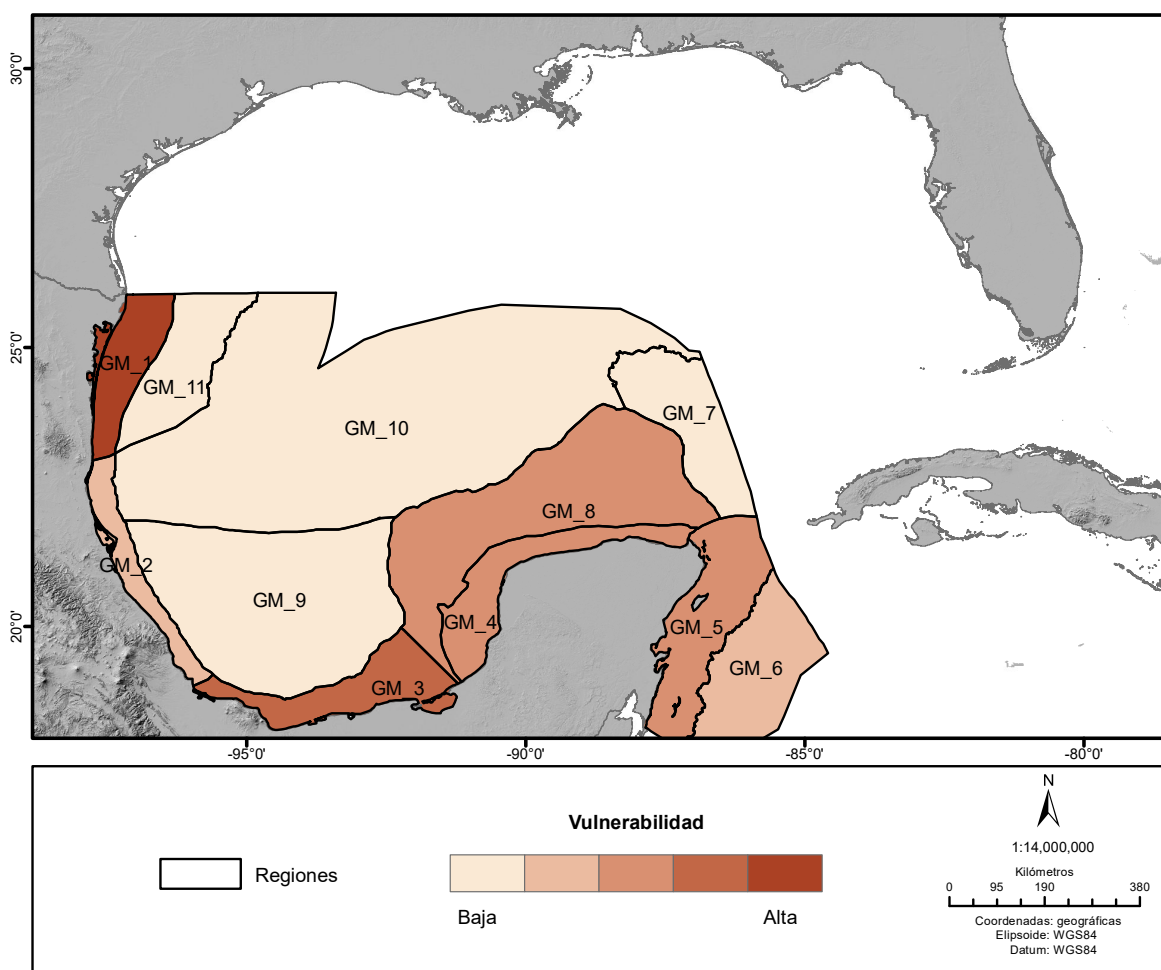 30°0'
25°0'
20°0'
GM_1
GM_11
GM_10
GM_7
GM_8
GM_2
GM_9
GM_4
GM_5
GM_3
GM_6
-95°0'
-90°0'
-85°0'
-80°0'
Vulnerabilidad
Regiones
Baja
Alta
N
1:14,000,000
Kilómetros
0 95 190 380
Coordenadas: geográficas
Elipsoide: WGS84
Datum: WGS84